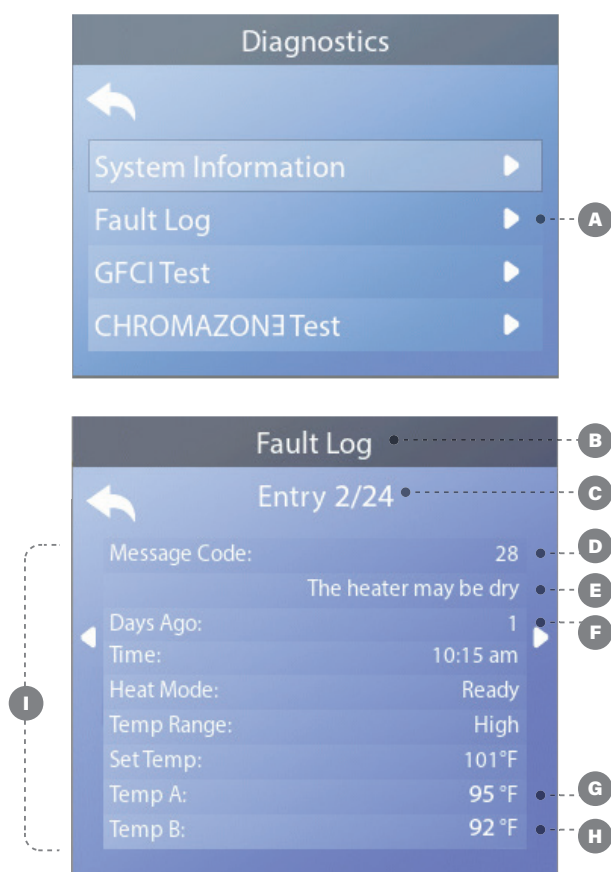 Diagnostics
System Information
Fault Log
A
GFCI Test
CHROMAZONƎ Test
Fault Log
B
Entry 2/24
C
Message Code: 28
D
The heater may be dry
E
Days Ago: 1
F
Time: 10:15 am
Heat Mode: Ready
I
Temp Range: High
Set Temp: 101°F
Temp A: 95 °F
G
Temp B: 92 °F
H